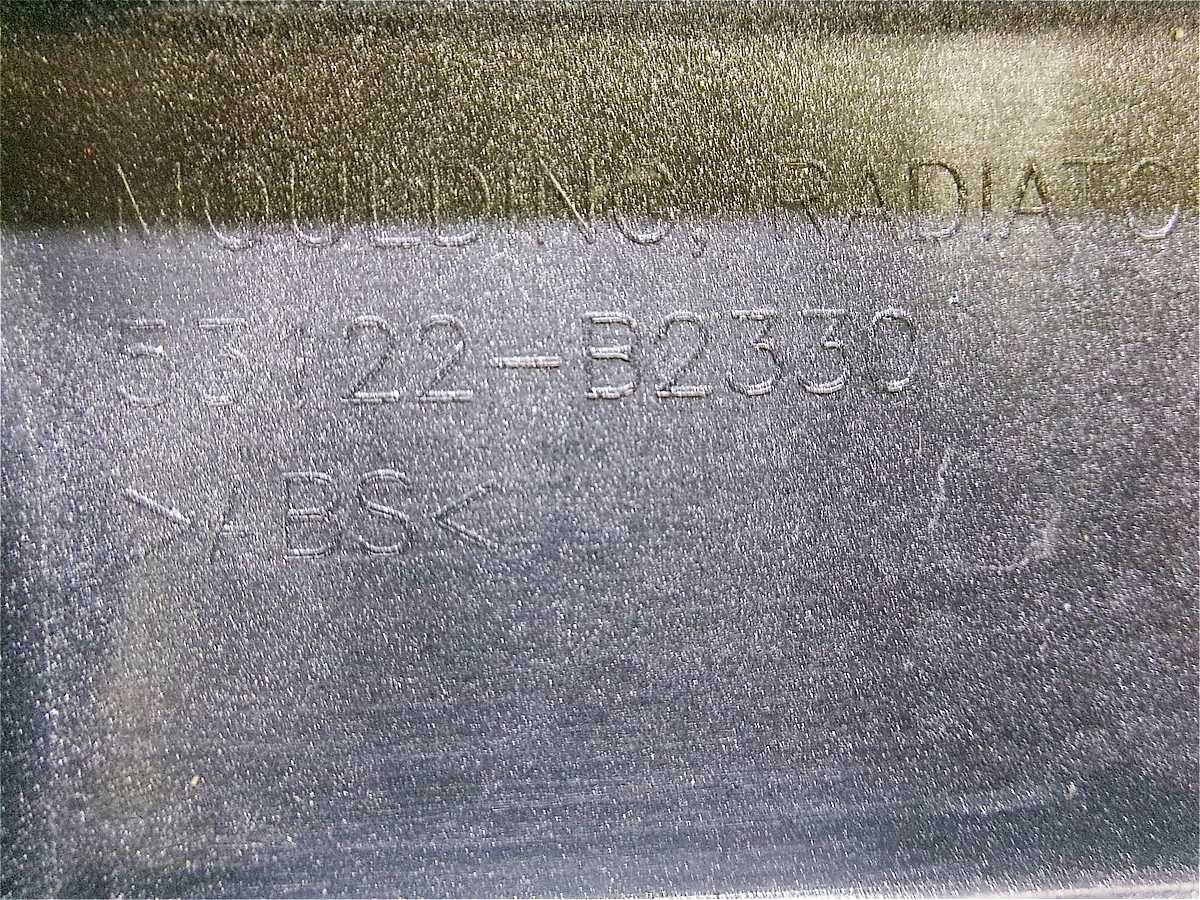 MOULDING, RADIATO
53122-B2330
>ABS<